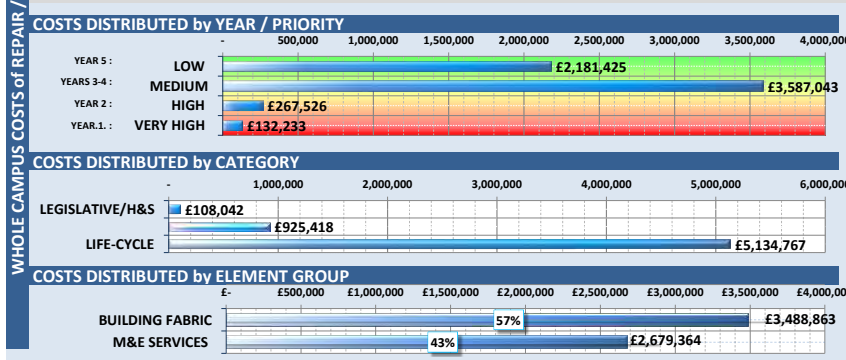 WHOLE CAMPUS COSTS of REPAIR /
COSTS DISTRIBUTED by YEAR / PRIORITY
- 500,000 1,000,000 1,500,000 2,000,000 2,500,000 3,000,000 3,500,000 4,000,00
YEAR 5 : LOW £2,181,425
YEARS 3-4 : MEDIUM £3,587,043
YEAR 2 : HIGH £267,526
YEAR.1. : VERY HIGH £132,233
COSTS DISTRIBUTED by CATEGORY
- 1,000,000 2,000,000 3,000,000 4,000,000 5,000,000 6,000,00
LEGISLATIVE/H&S £108,042
£925,418
LIFE-CYCLE £5,134,767
COSTS DISTRIBUTED by ELEMENT GROUP
£- £500,000 £1,000,000 £1,500,000 £2,000,000 £2,500,000 £3,000,000 £3,500,000 £4,000,0
BUILDING FABRIC 57% £3,488,863
M&E SERVICES 43% £2,679,364